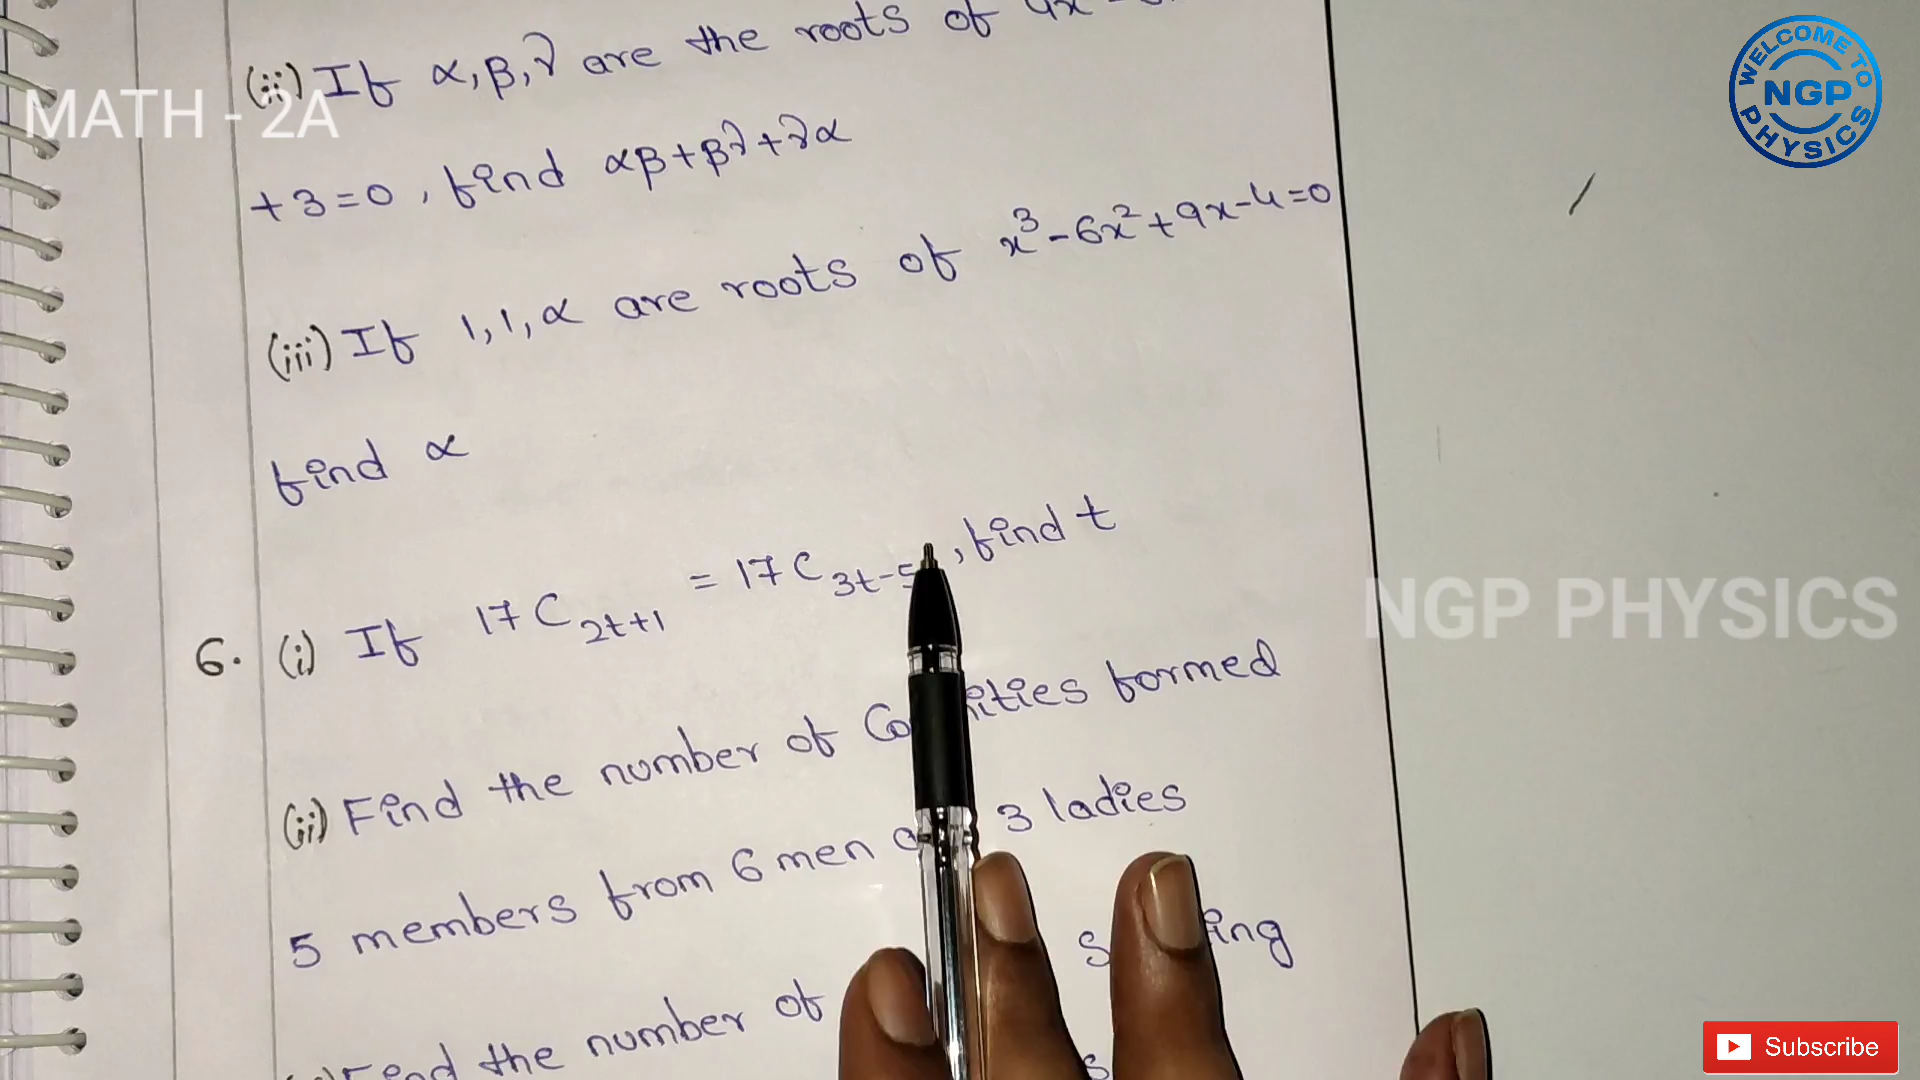 (ii) If α, β, γ are the roots of
MATH - 2A
+3=0, find αβ+βγ+γα
(iii) If 1, 1, α are roots of x³-6x²+9x-4=0
find α
6. (i) If 17C₂ₜ₊₁ = 17C₃ₜ₋₅, find t
(ii) Find the number of formed
5 members from 6 men 3 ladies
the number of
WELCOME TO
NGP
PHYSICS
NGP PHYSICS
Subscribe